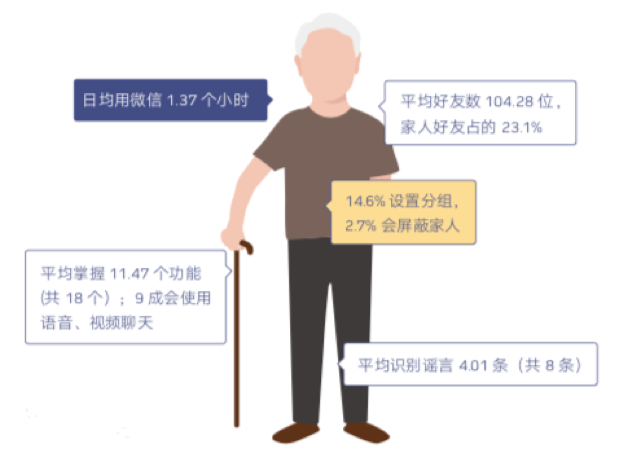 日均用微信 1.37 个小时
平均好友数 104.28 位，
家人好友占的 23.1%
14.6% 设置分组，
2.7% 会屏蔽家人
平均掌握 11.47 个功能
(共 18 个）；9 成会使用
语音、视频聊天
平均识别谣言 4.01 条（共 8 条）